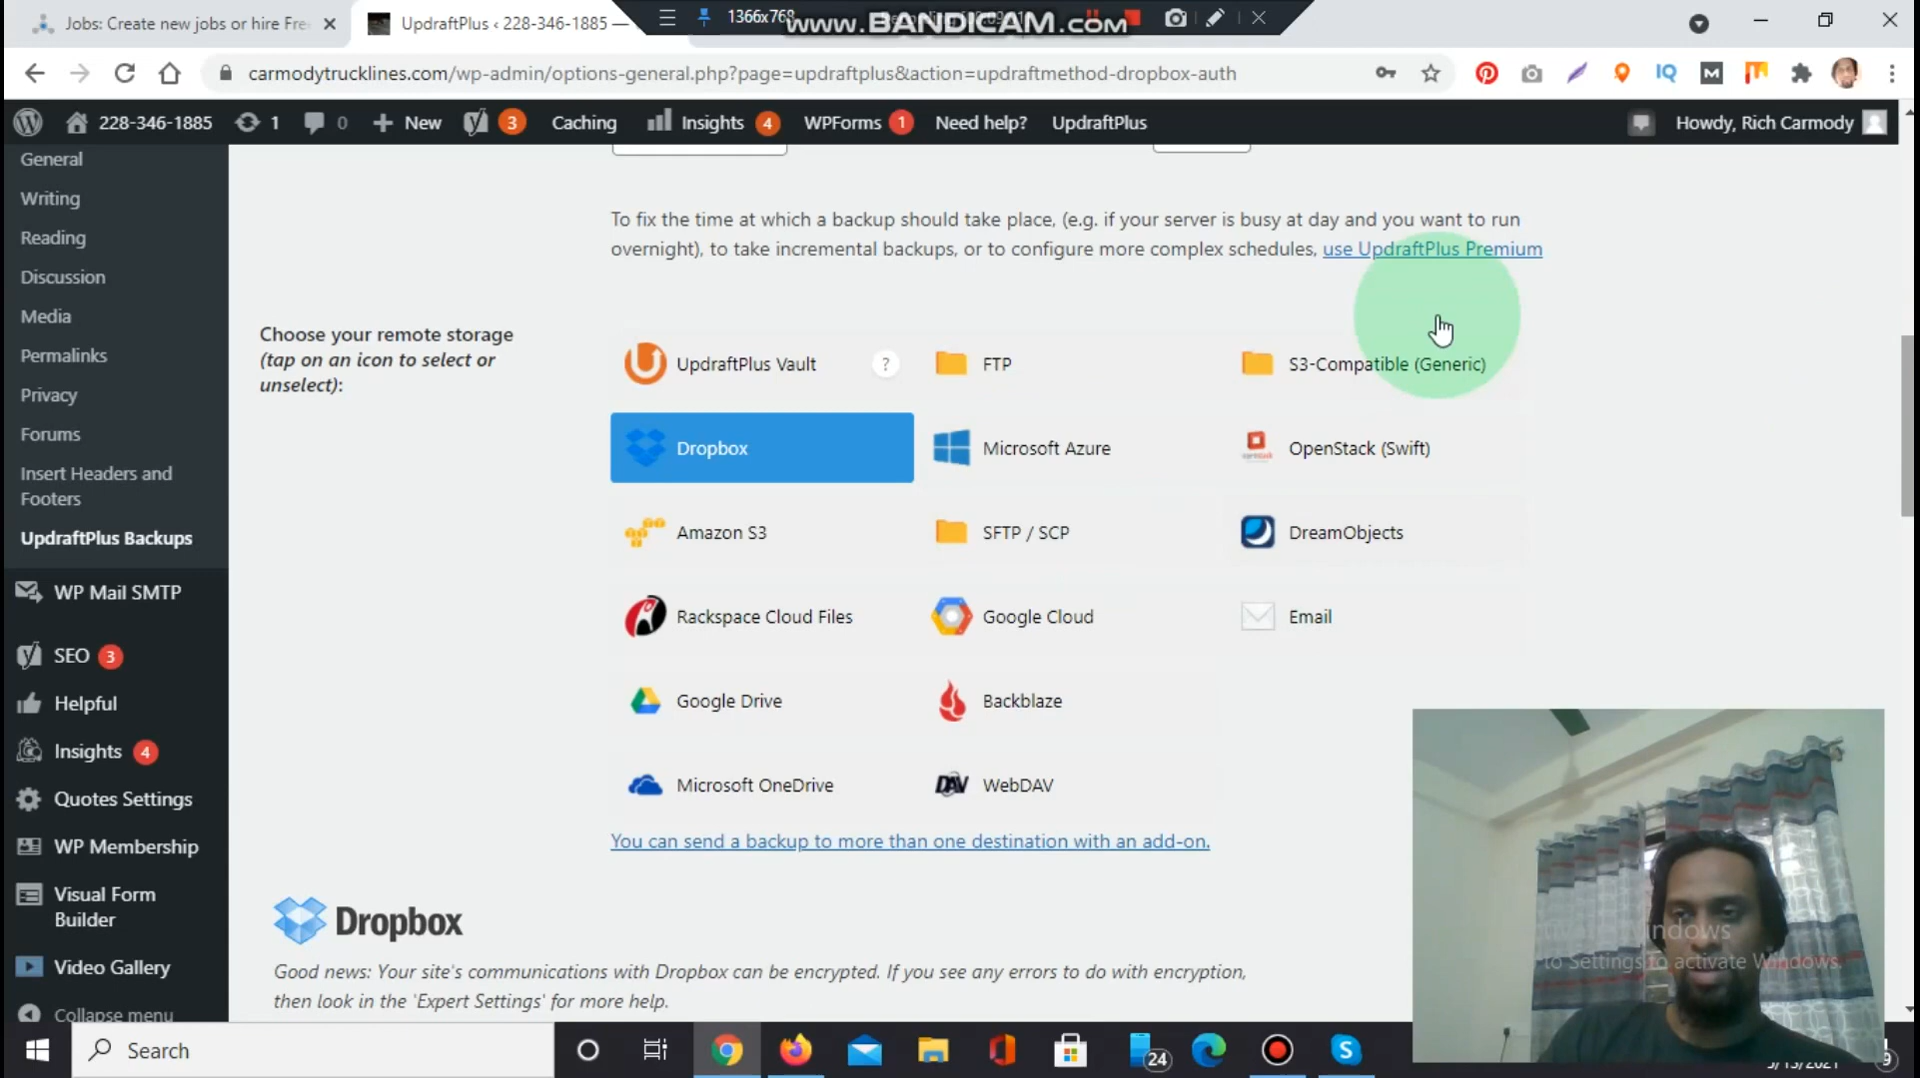 Jobs: Create new jobs or hire Fre
UpdraftPlus ‹ 228-346-1885 —
1366x768
www.BANDICAM.com
carmodytrucklines.com/wp-admin/options-general.php?page=updraftplus&action=updraftmethod-dropbox-auth
IQ
M
228-346-1885
1
0
New
3
Caching
Insights
4
WPForms
1
Need help?
UpdraftPlus
Howdy, Rich Carmody
General
Writing
Reading
Discussion
Media
Permalinks
Privacy
Forums
Insert Headers and
Footers
UpdraftPlus Backups
WP Mail SMTP
SEO 3
Helpful
Insights 4
Quotes Settings
WP Membership
Visual Form
Builder
Video Gallery
Collapse menu
To fix the time at which a backup should take place, (e.g. if your server is busy at day and you want to run
overnight), to take incremental backups, or to configure more complex schedules, use UpdraftPlus Premium
Choose your remote storage
(tap on an icon to select or
unselect):
UpdraftPlus Vault
?
FTP
S3-Compatible (Generic)
Dropbox
Microsoft Azure
OpenStack (Swift)
Amazon S3
SFTP / SCP
DreamObjects
Rackspace Cloud Files
Google Cloud
Email
Google Drive
Backblaze
Microsoft OneDrive
DAV
WebDAV
You can send a backup to more than one destination with an add-on.
Dropbox
Good news: Your site's communications with Dropbox can be encrypted. If you see any errors to do with encryption,
then look in the 'Expert Settings' for more help.
to Settings to activate Windows.
Search
24
S